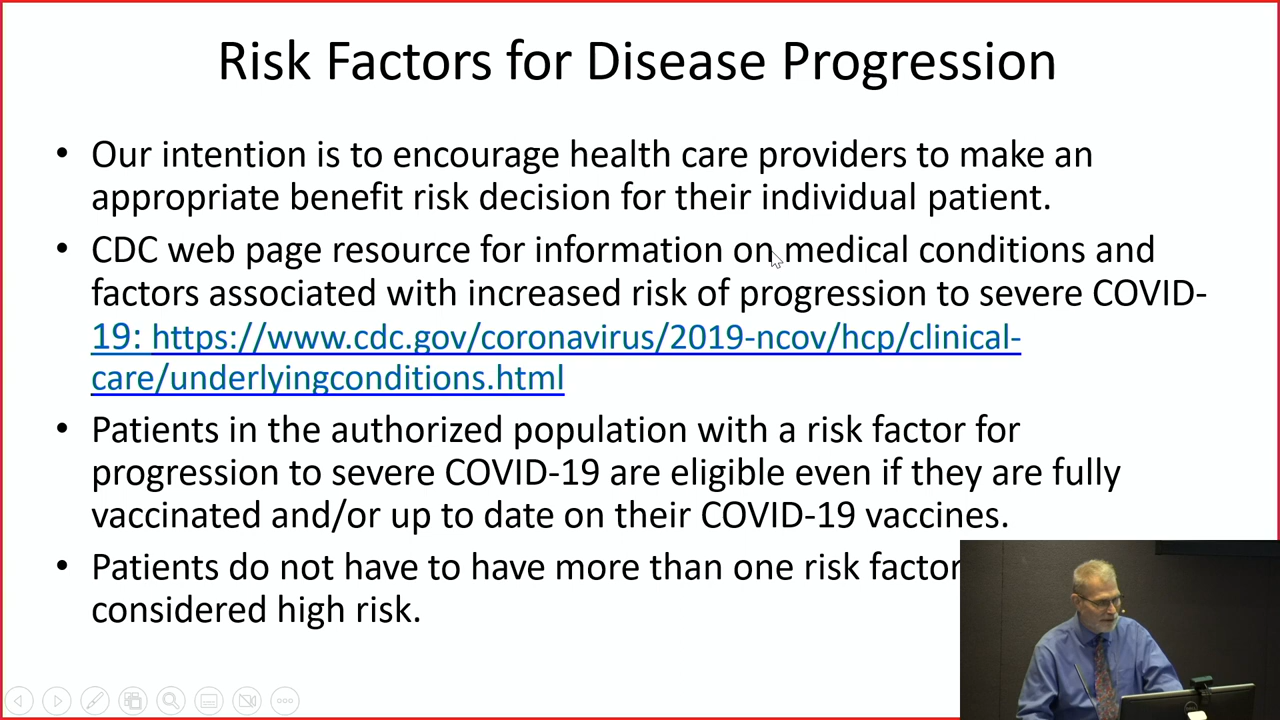 Risk Factors for Disease Progression
• Our intention is to encourage health care providers to make an
appropriate benefit risk decision for their individual patient.
• CDC web page resource for information on medical conditions and
factors associated with increased risk of progression to severe COVID-
19: https://www.cdc.gov/coronavirus/2019-ncov/hcp/clinical-
care/underlyingconditions.html
• Patients in the authorized population with a risk factor for
progression to severe COVID-19 are eligible even if they are fully
vaccinated and/or up to date on their COVID-19 vaccines.
• Patients do not have to have more than one risk factor
considered high risk.